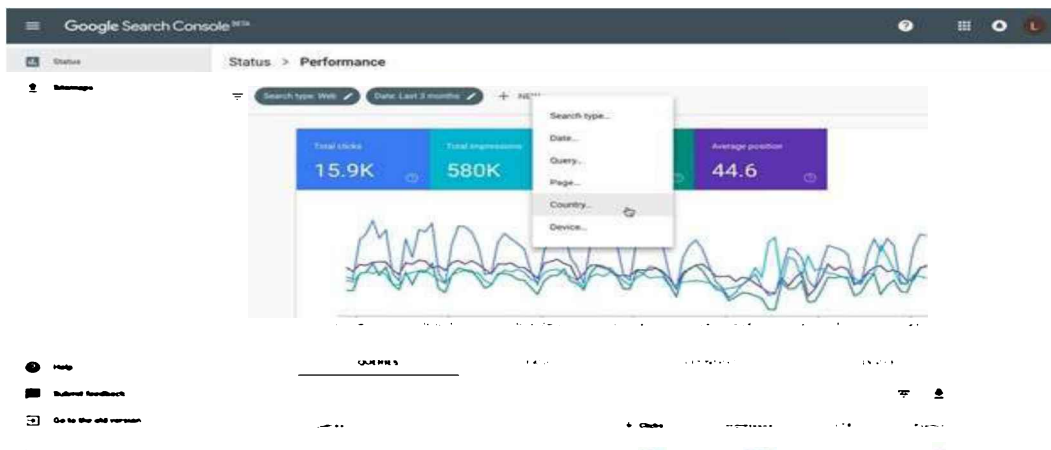 Google Search Console BETA
L
Status
Status > Performance
Sitemaps
Search type: Web
Date: Last 3 months
+ NEW
Search type...
Date...
Query...
Page...
Country...
Device...
Total clicks
15.9K
Total impressions
580K
Average position
44.6
QUERIES
Help
Submit feedback
Go to the old version
Clicks